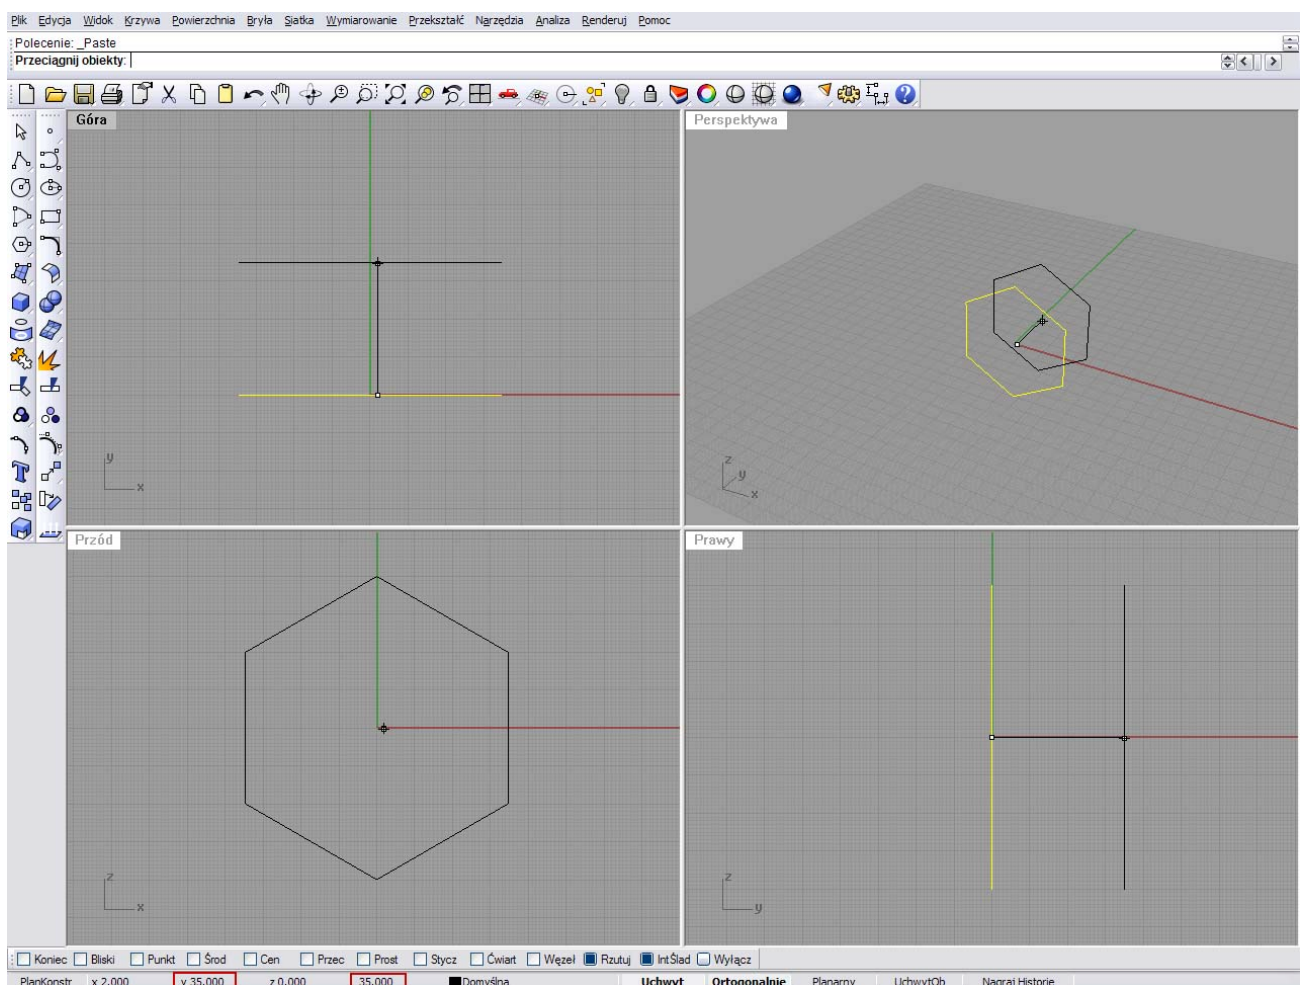 Plik Edycja Widok Krzywa Powierzchnia Bryła Siatka Wymiarowanie Przekształć Narzędzia Analiza Renderuj Pomoc
Polecenie: _Paste
Przeciągnij obiekty:
Góra
Perspektywa
y
x
z
y
x
Przód
Prawy
z
x
z
y
Koniec Bliski Punkt Środ Cen Przec Prost Stycz Ćwiart Węzeł Rzutuj IntŚlad Wyłącz
PlanKonstr x 2.000 y 35.000 z 0.000 35.000 Domyślna Uchwyt Ortogonalnie Planarny UchwytOb Nagraj Historię